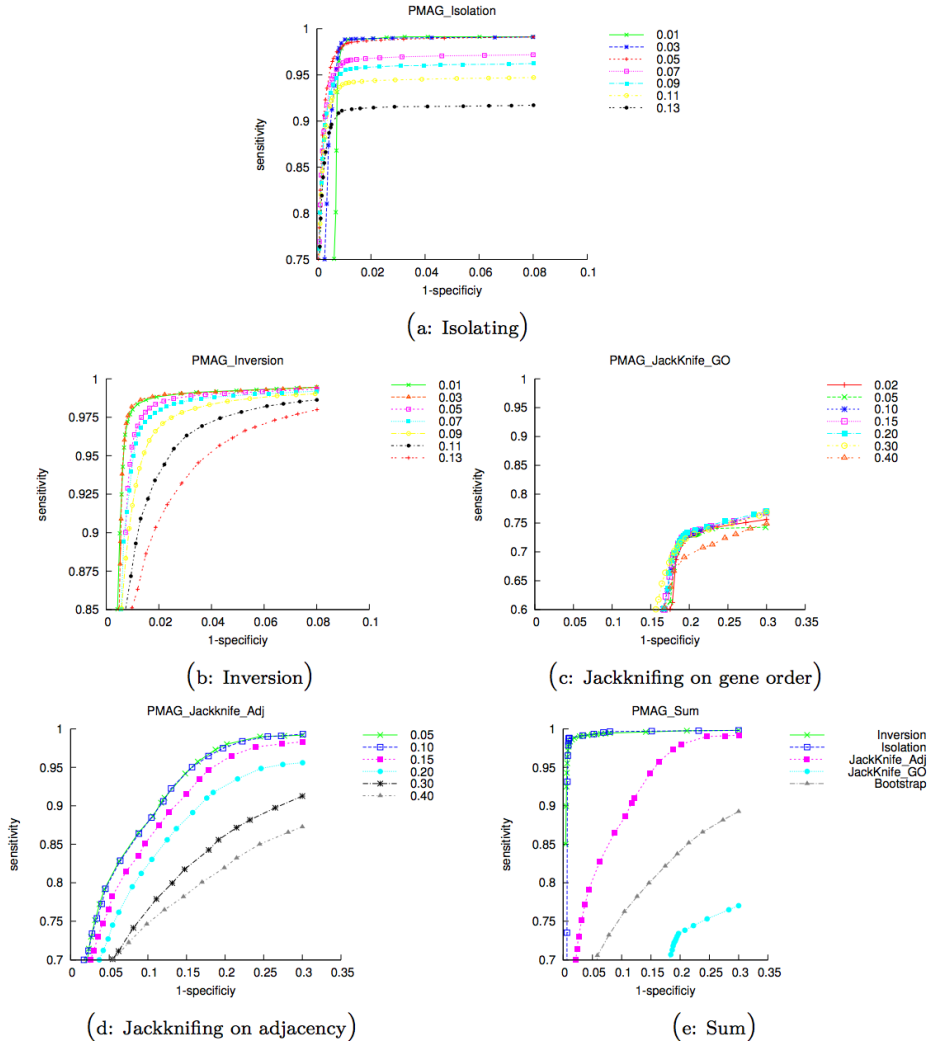 PMAG_Isolation
1
0.95
0.9
0.85
0.8
0.75
sensitivity
0 0.02 0.04 0.06 0.08 0.1
1-specificiy
0.01
0.03
0.05
0.07
0.09
0.11
0.13
(a: Isolating)
PMAG_Inversion
1
0.975
0.95
0.925
0.9
0.875
0.85
sensitivity
0 0.02 0.04 0.06 0.08 0.1
1-specificiy
0.01
0.03
0.05
0.07
0.09
0.11
0.13
(b: Inversion)
PMAG_JackKnife_GO
1
0.95
0.9
0.85
0.8
0.75
0.7
0.65
0.6
sensitivity
0 0.05 0.1 0.15 0.2 0.25 0.3 0.35
1-specificiy
0.02
0.05
0.10
0.15
0.20
0.30
0.40
(c: Jackknifing on gene order)
PMAG_Jackknife_Adj
1
0.95
0.9
0.85
0.8
0.75
0.7
sensitivity
0 0.05 0.1 0.15 0.2 0.25 0.3 0.35
1-specificiy
0.05
0.10
0.15
0.20
0.30
0.40
(d: Jackknifing on adjacency)
PMAG_Sum
1
0.95
0.9
0.85
0.8
0.75
0.7
sensitivity
0 0.05 0.1 0.15 0.2 0.25 0.3 0.35
1-specificiy
Inversion
Isolation
JackKnife_Adj
JackKnife_GO
Bootstrap
(e: Sum)